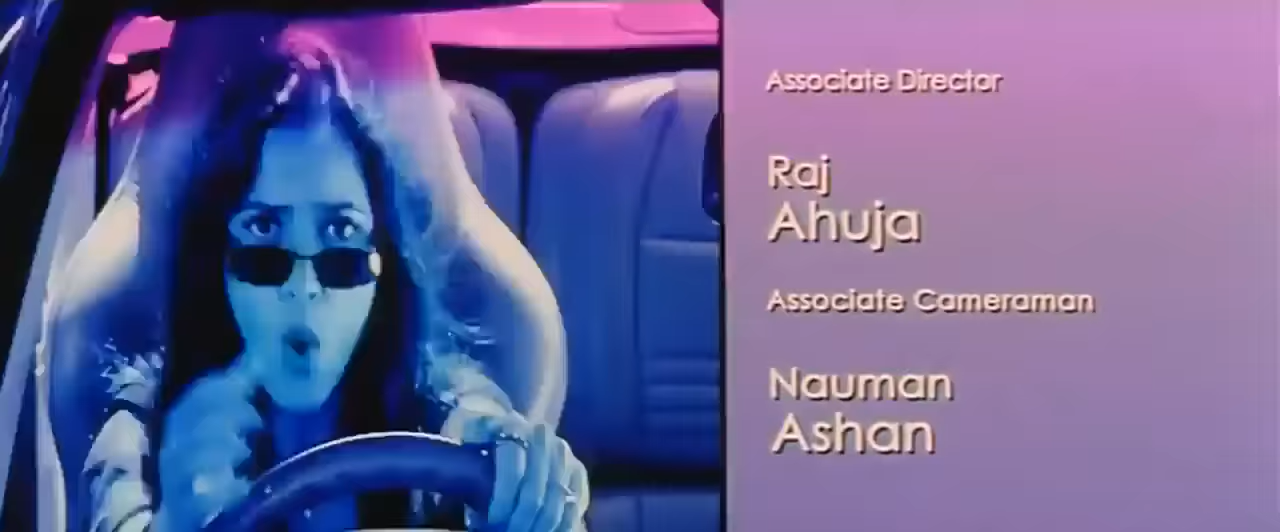 Associate Director
Raj
Ahuja
Associate Cameraman
Nauman
Ashan